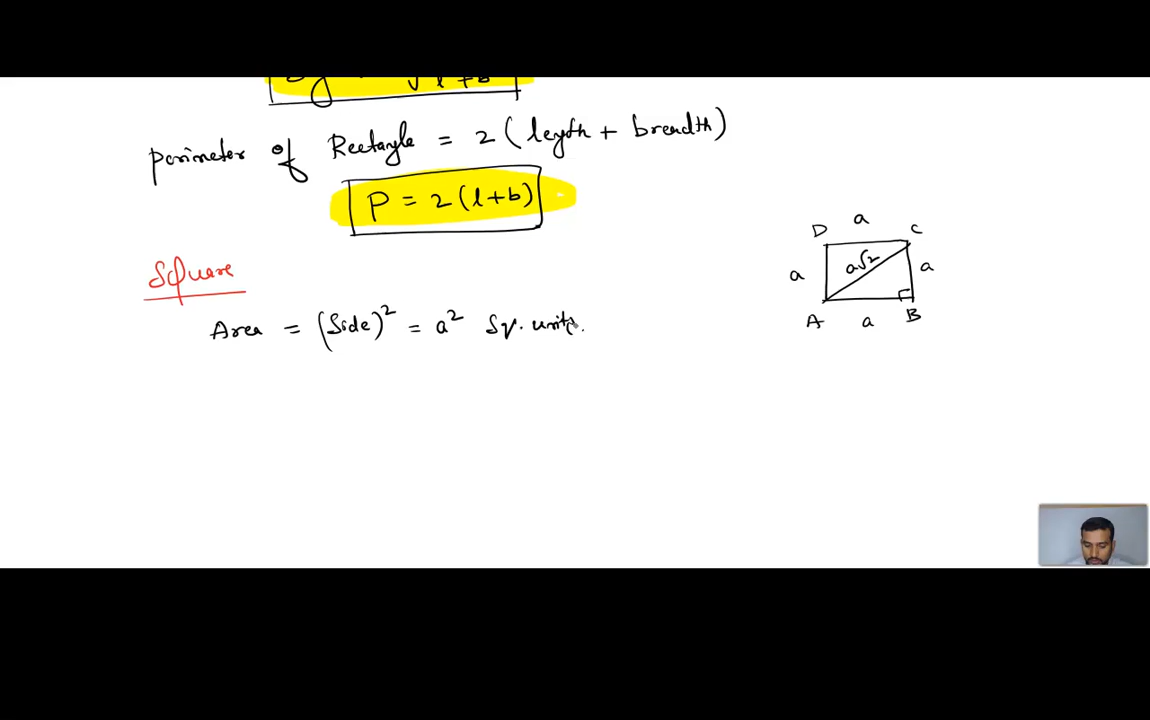 perimeter of Rectangle = 2 (length + breadth)
P = 2 (l+b)
Square
Area = (Side)² = a² Sq. units.
D a C
a a√2 a
A a B